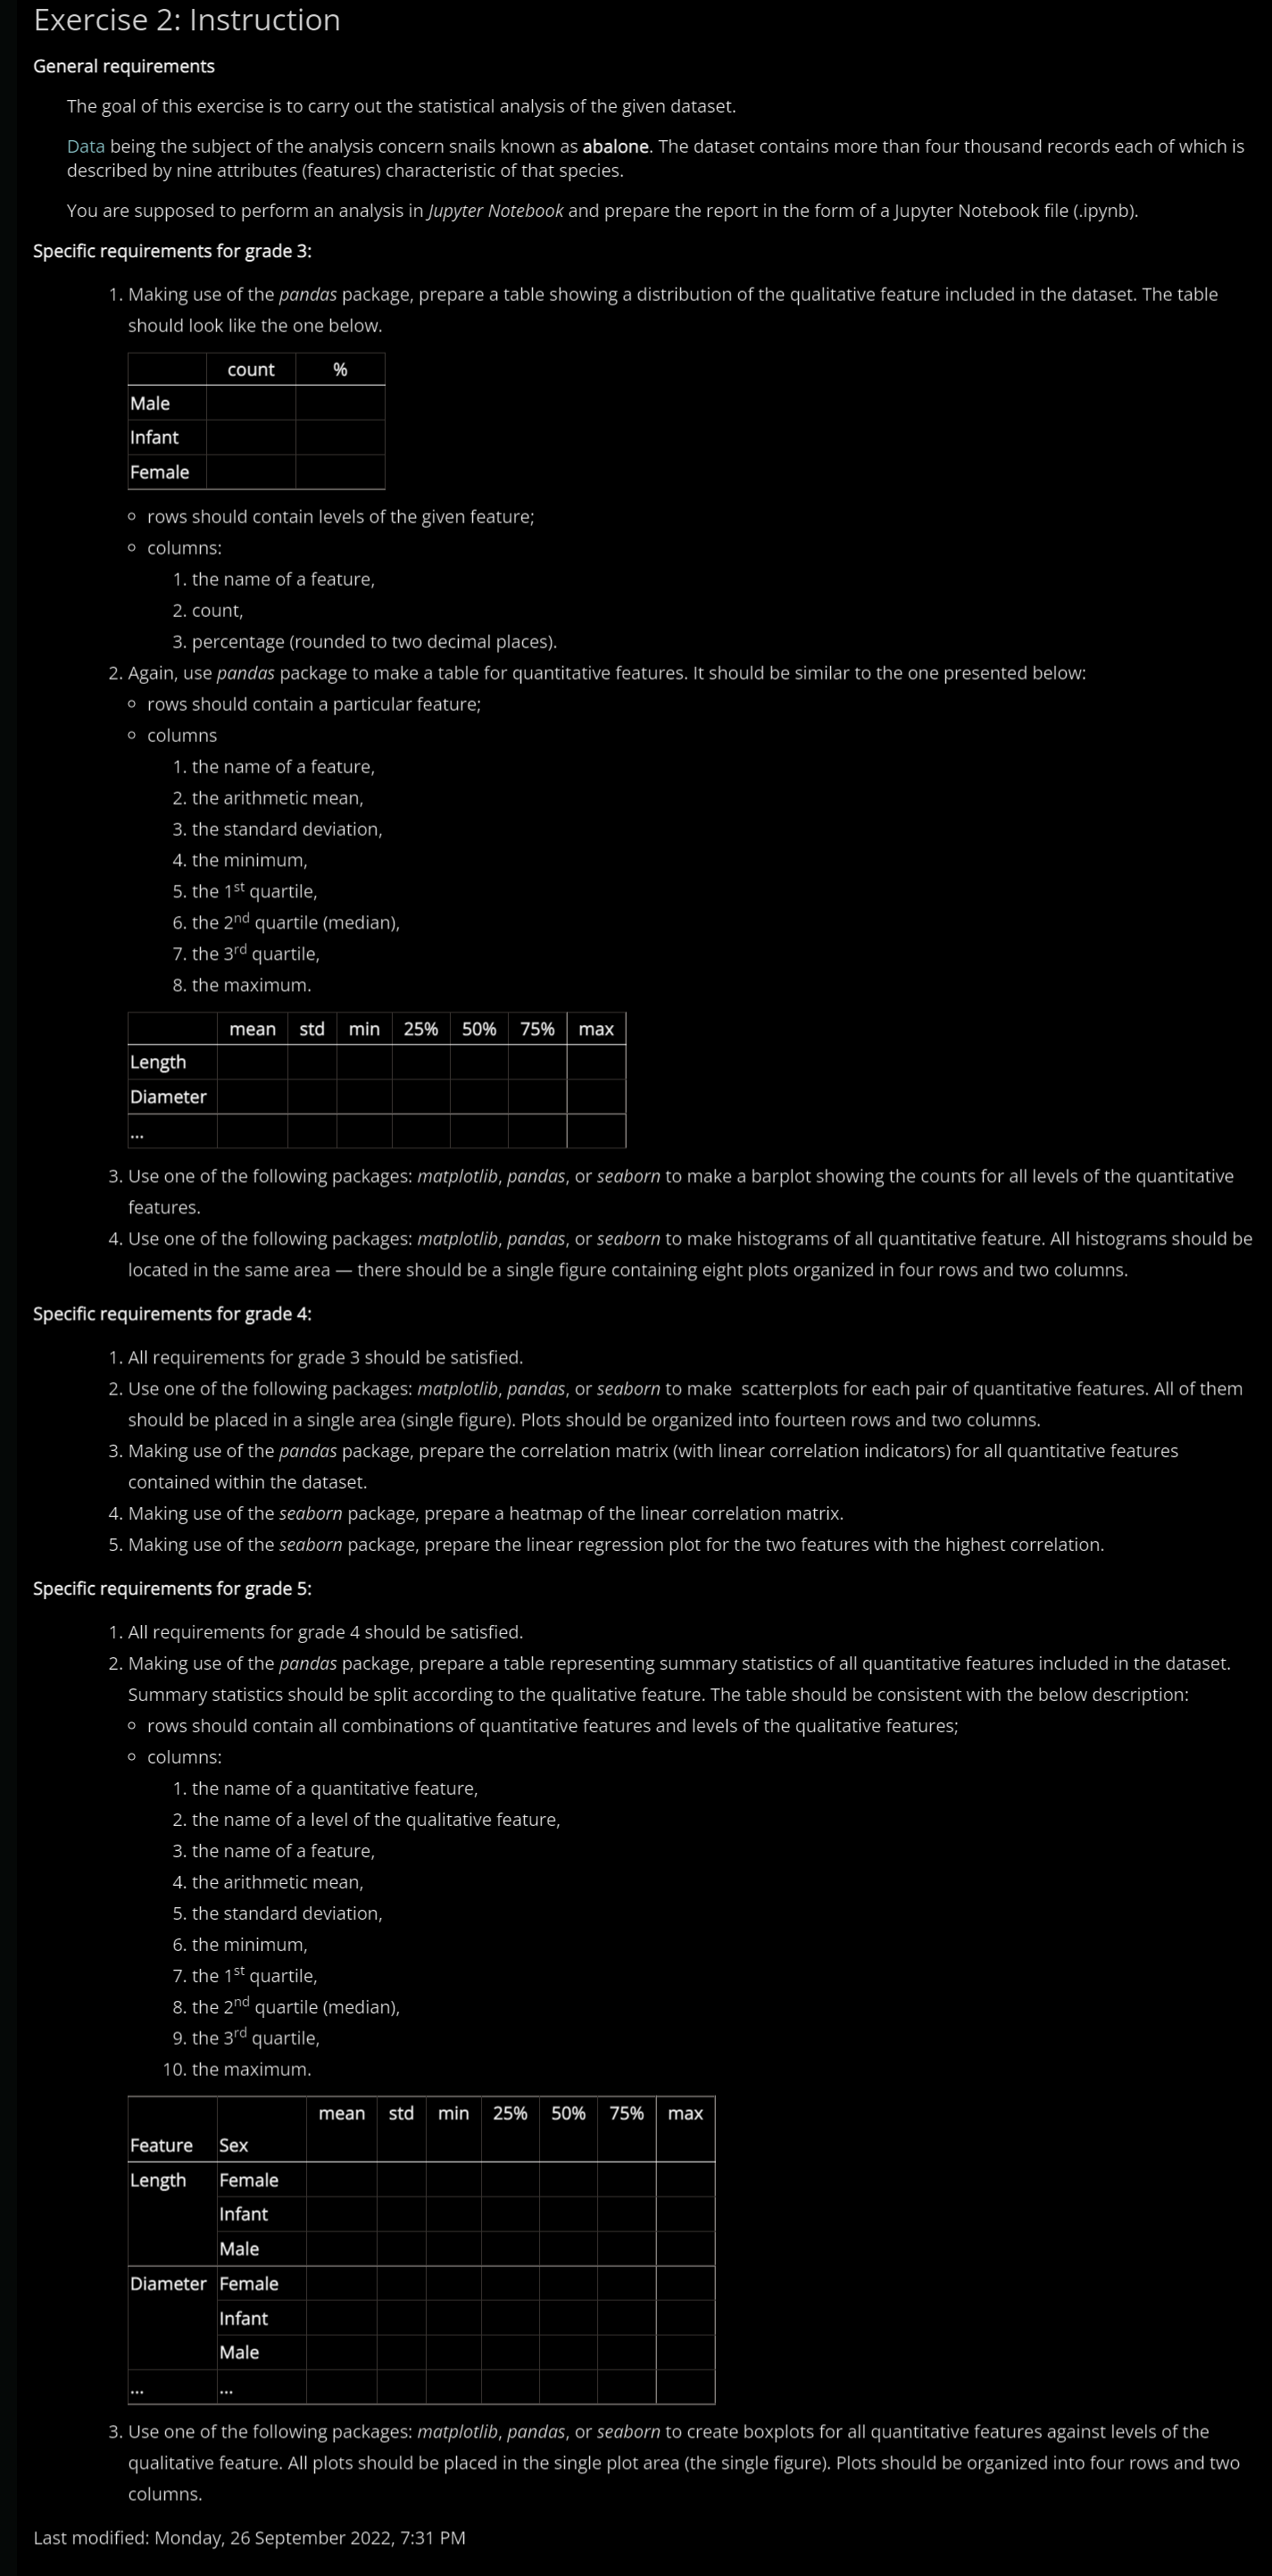 Exercise 2: Instruction
General requirements
The goal of this exercise is to carry out the statistical analysis of the given dataset.
Data being the subject of the analysis concern snails known as abalone. The dataset contains more than four thousand records each of which is
described by nine attributes (features) characteristic of that species.
You are supposed to perform an analysis in Jupyter Notebook and prepare the report in the form of a Jupyter Notebook file (.ipynb).
Specific requirements for grade 3:
1. Making use of the pandas package, prepare a table showing a distribution of the qualitative feature included in the dataset. The table
should look like the one below.
count %
Male
Infant
Female
○ rows should contain levels of the given feature;
○ columns:
1. the name of a feature,
2. count,
3. percentage (rounded to two decimal places).
2. Again, use pandas package to make a table for quantitative features. It should be similar to the one presented below:
○ rows should contain a particular feature;
○ columns
1. the name of a feature,
2. the arithmetic mean,
3. the standard deviation,
4. the minimum,
5. the 1st quartile,
6. the 2nd quartile (median),
7. the 3rd quartile,
8. the maximum.
mean std min 25% 50% 75% max
Length
Diameter
...
3. Use one of the following packages: matplotlib, pandas, or seaborn to make a barplot showing the counts for all levels of the quantitative
features.
4. Use one of the following packages: matplotlib, pandas, or seaborn to make histograms of all quantitative feature. All histograms should be
located in the same area — there should be a single figure containing eight plots organized in four rows and two columns.
Specific requirements for grade 4:
1. All requirements for grade 3 should be satisfied.
2. Use one of the following packages: matplotlib, pandas, or seaborn to make  scatterplots for each pair of quantitative features. All of them
should be placed in a single area (single figure). Plots should be organized into fourteen rows and two columns.
3. Making use of the pandas package, prepare the correlation matrix (with linear correlation indicators) for all quantitative features
contained within the dataset.
4. Making use of the seaborn package, prepare a heatmap of the linear correlation matrix.
5. Making use of the seaborn package, prepare the linear regression plot for the two features with the highest correlation.
Specific requirements for grade 5:
1. All requirements for grade 4 should be satisfied.
2. Making use of the pandas package, prepare a table representing summary statistics of all quantitative features included in the dataset.
Summary statistics should be split according to the qualitative feature. The table should be consistent with the below description:
○ rows should contain all combinations of quantitative features and levels of the qualitative features;
○ columns:
1. the name of a quantitative feature,
2. the name of a level of the qualitative feature,
3. the name of a feature,
4. the arithmetic mean,
5. the standard deviation,
6. the minimum,
7. the 1st quartile,
8. the 2nd quartile (median),
9. the 3rd quartile,
10. the maximum.
mean std min 25% 50% 75% max
Feature Sex
Length Female
Infant
Male
Diameter Female
Infant
Male
... ...
3. Use one of the following packages: matplotlib, pandas, or seaborn to create boxplots for all quantitative features against levels of the
qualitative feature. All plots should be placed in the single plot area (the single figure). Plots should be organized into four rows and two
columns.
Last modified: Monday, 26 September 2022, 7:31 PM